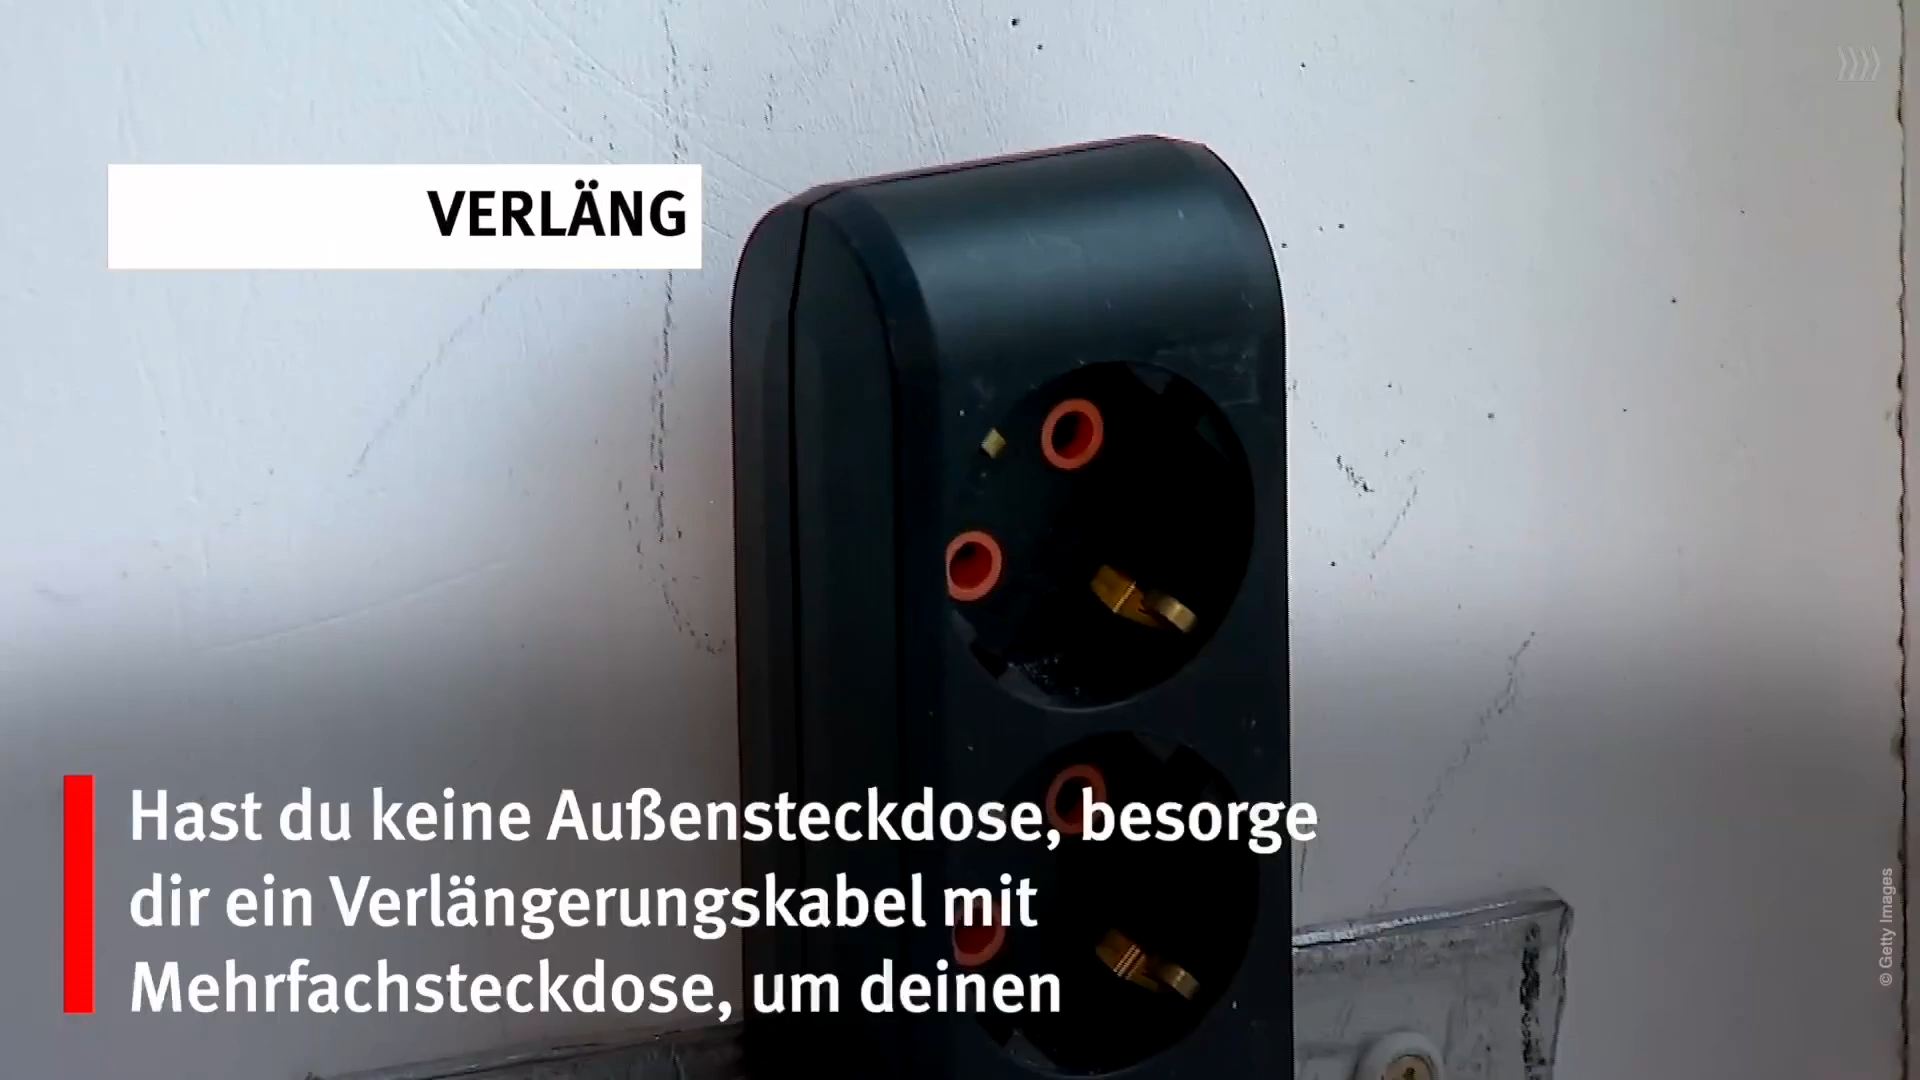 VERLÄNG
Hast du keine Außensteckdose, besorge
dir ein Verlängerungskabel mit
Mehrfachsteckdose, um deinen
© Getty Images